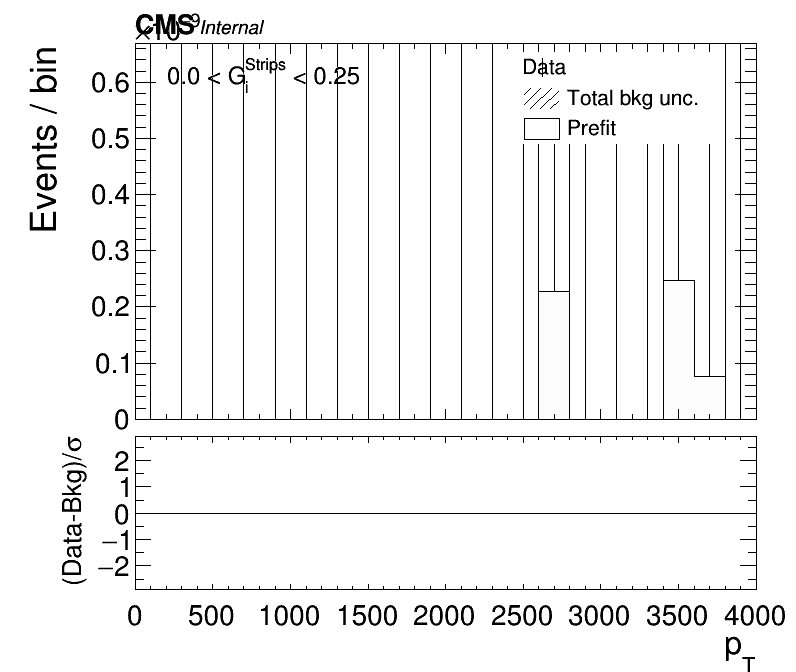 CMS Internal
×10⁻⁹
0.0 < G_i^Strips < 0.25
Data
Total bkg unc.
Prefit
Events / bin
0.6
0.5
0.4
0.3
0.2
0.1
0
(Data-Bkg)/σ
2
1
0
−1
−2
0 500 1000 1500 2000 2500 3000 3500 4000
p_T